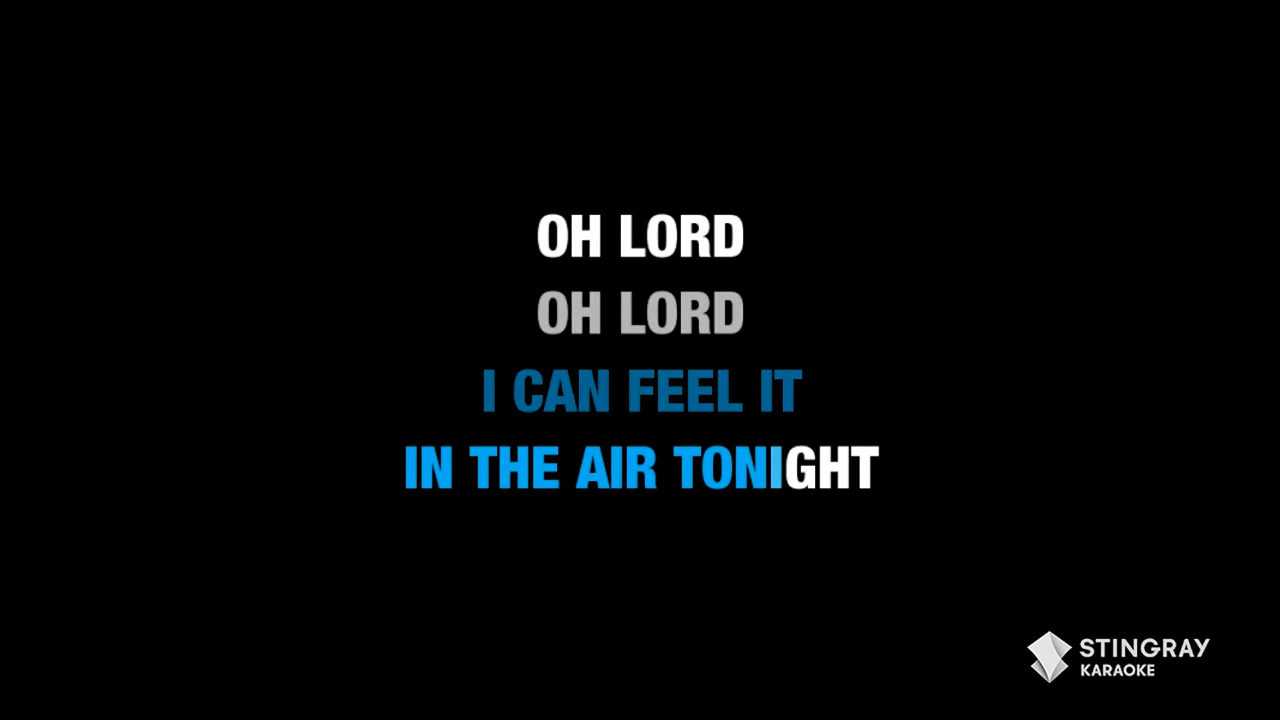 OH LORD
OH LORD
I CAN FEEL IT
IN THE AIR TONIGHT
STINGRAY
KARAOKE